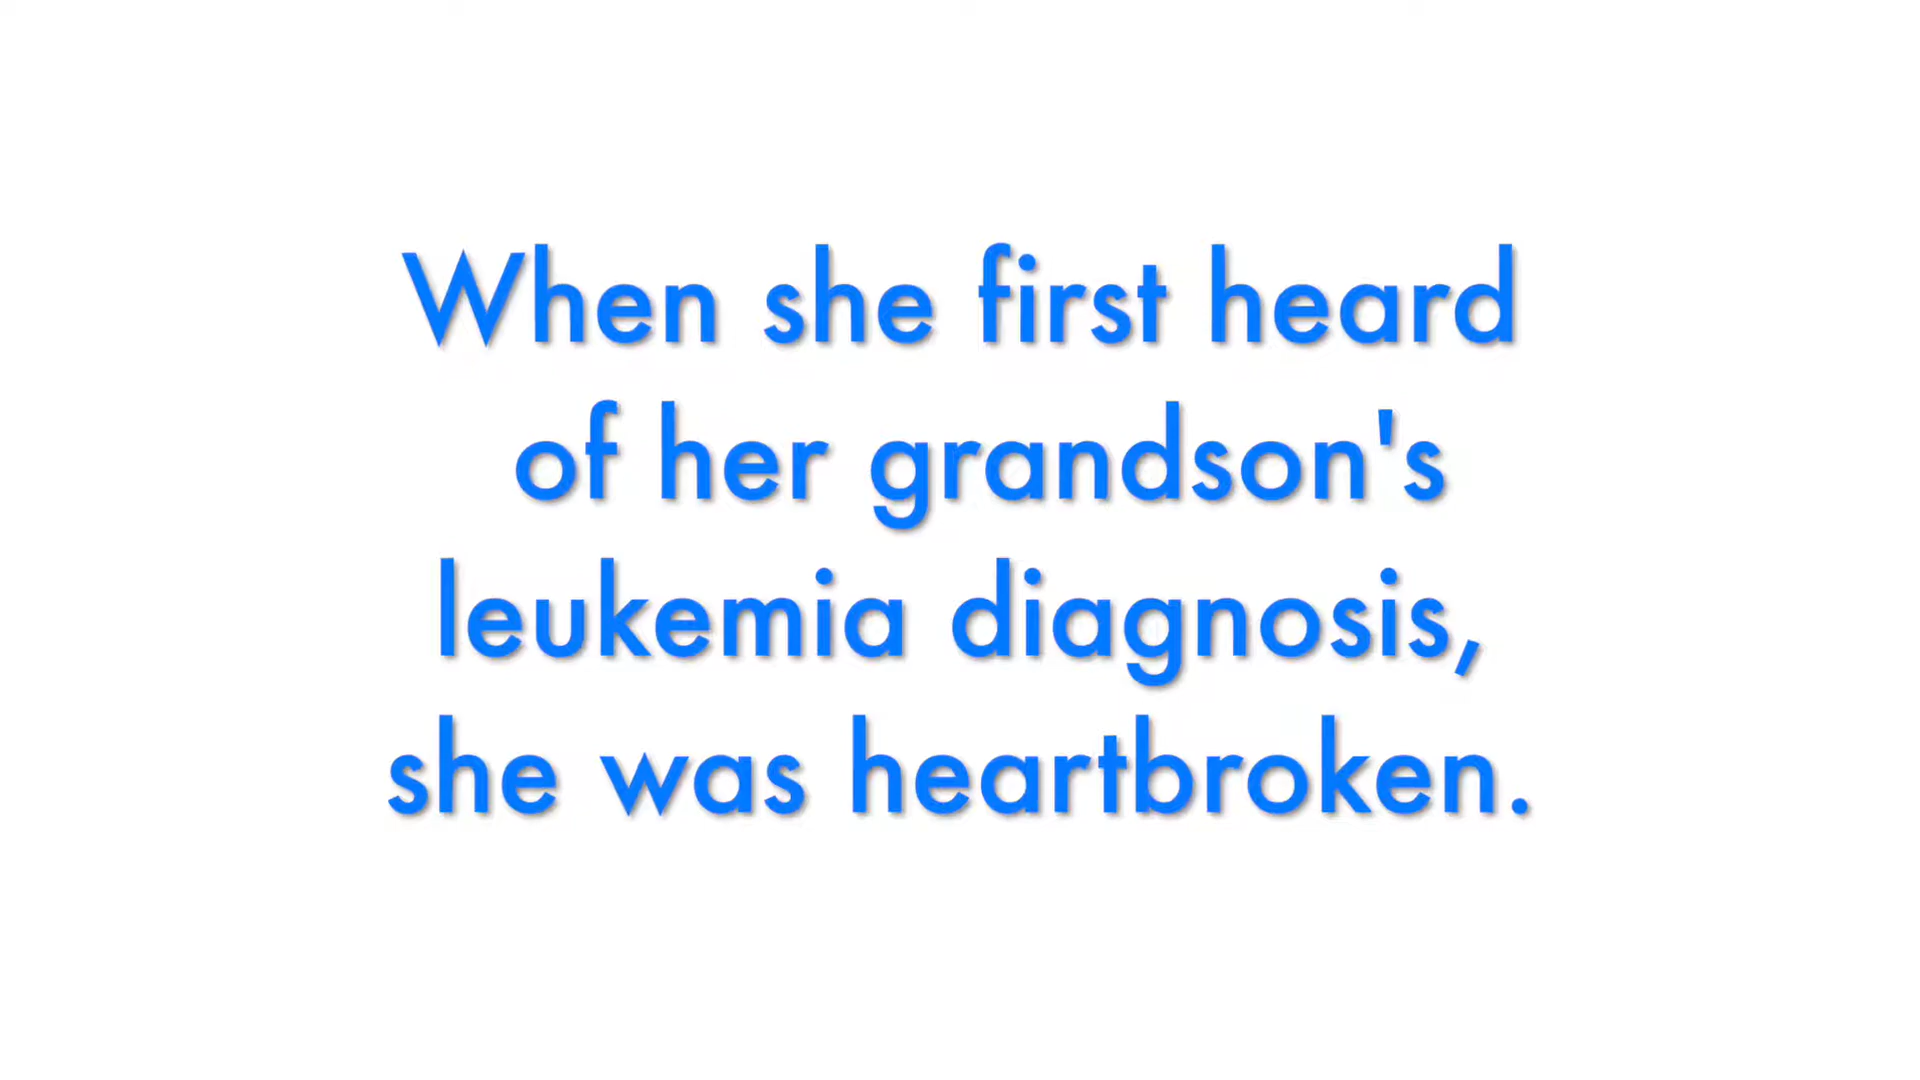 When she first heard
of her grandson's
leukemia diagnosis,
she was heartbroken.